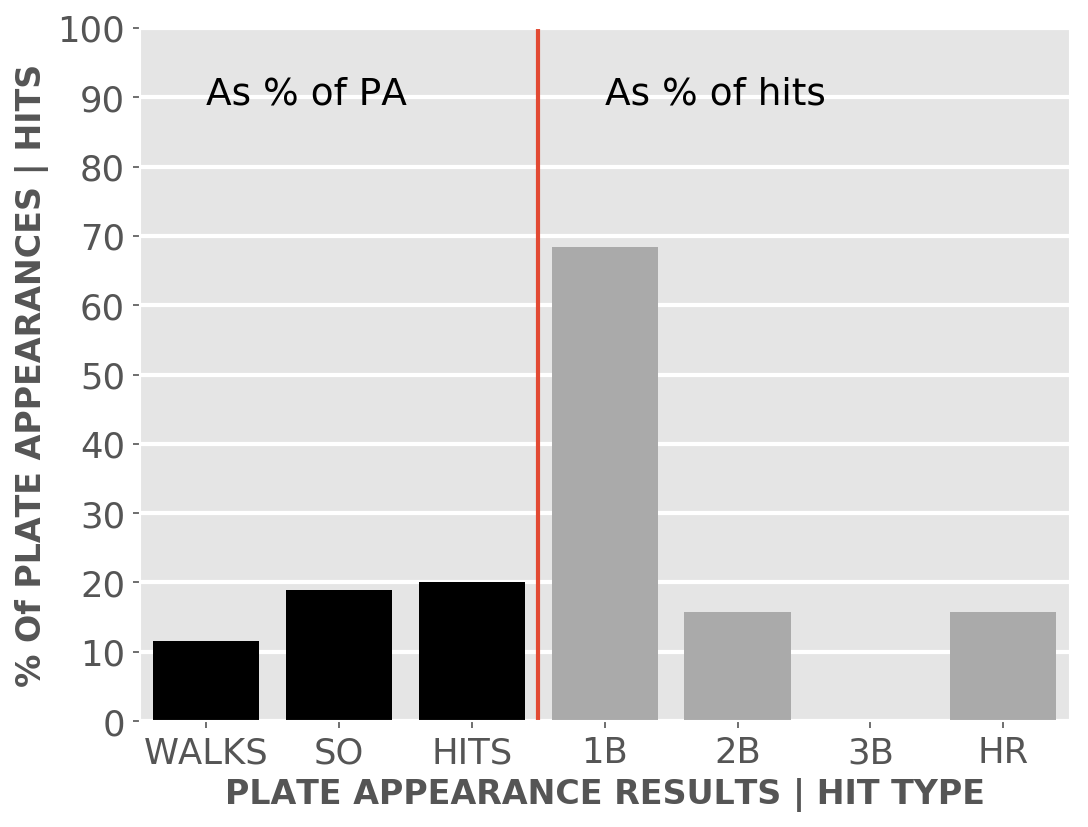 % Of PLATE APPEARANCES | HITS
100
90
80
70
60
50
40
30
20
10
0
As % of PA
As % of hits
WALKS SO HITS 1B 2B 3B HR
PLATE APPEARANCE RESULTS | HIT TYPE